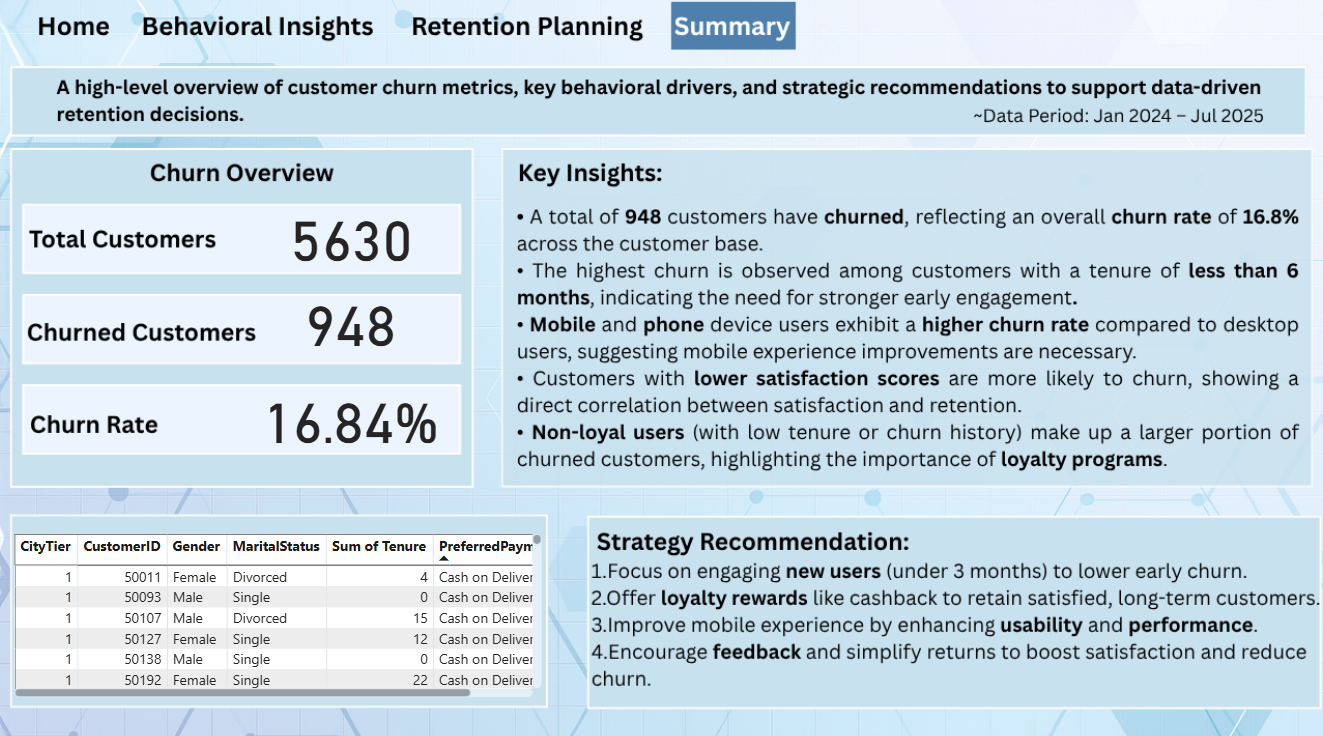 Home Behavioral Insights Retention Planning Summary
A high-level overview of customer churn metrics, key behavioral drivers, and strategic recommendations to support data-driven
retention decisions.
~Data Period: Jan 2024 – Jul 2025
Churn Overview
Total Customers 5630
Churned Customers 948
Churn Rate 16.84%
Key Insights:
• A total of 948 customers have churned, reflecting an overall churn rate of 16.8%
across the customer base.
• The highest churn is observed among customers with a tenure of less than 6
months, indicating the need for stronger early engagement.
• Mobile and phone device users exhibit a higher churn rate compared to desktop
users, suggesting mobile experience improvements are necessary.
• Customers with lower satisfaction scores are more likely to churn, showing a
direct correlation between satisfaction and retention.
• Non-loyal users (with low tenure or churn history) make up a larger portion of
churned customers, highlighting the importance of loyalty programs.
CityTier CustomerID Gender MaritalStatus Sum of Tenure PreferredPaym
1 50011 Female Divorced 4 Cash on Deliver
1 50093 Male Single 0 Cash on Deliver
1 50107 Male Divorced 15 Cash on Deliver
1 50127 Female Single 12 Cash on Deliver
1 50138 Male Single 0 Cash on Deliver
1 50192 Female Single 22 Cash on Deliver
Strategy Recommendation:
1.Focus on engaging new users (under 3 months) to lower early churn.
2.Offer loyalty rewards like cashback to retain satisfied, long-term customers.
3.Improve mobile experience by enhancing usability and performance.
4.Encourage feedback and simplify returns to boost satisfaction and reduce
churn.